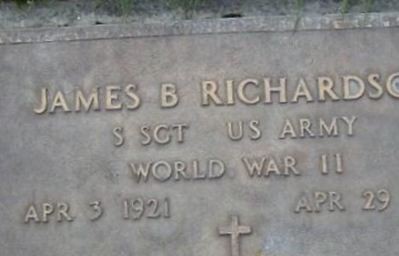 JAMES B RICHARDSO
S SGT US ARMY
WORLD WAR II
APR 3 1921 APR 29